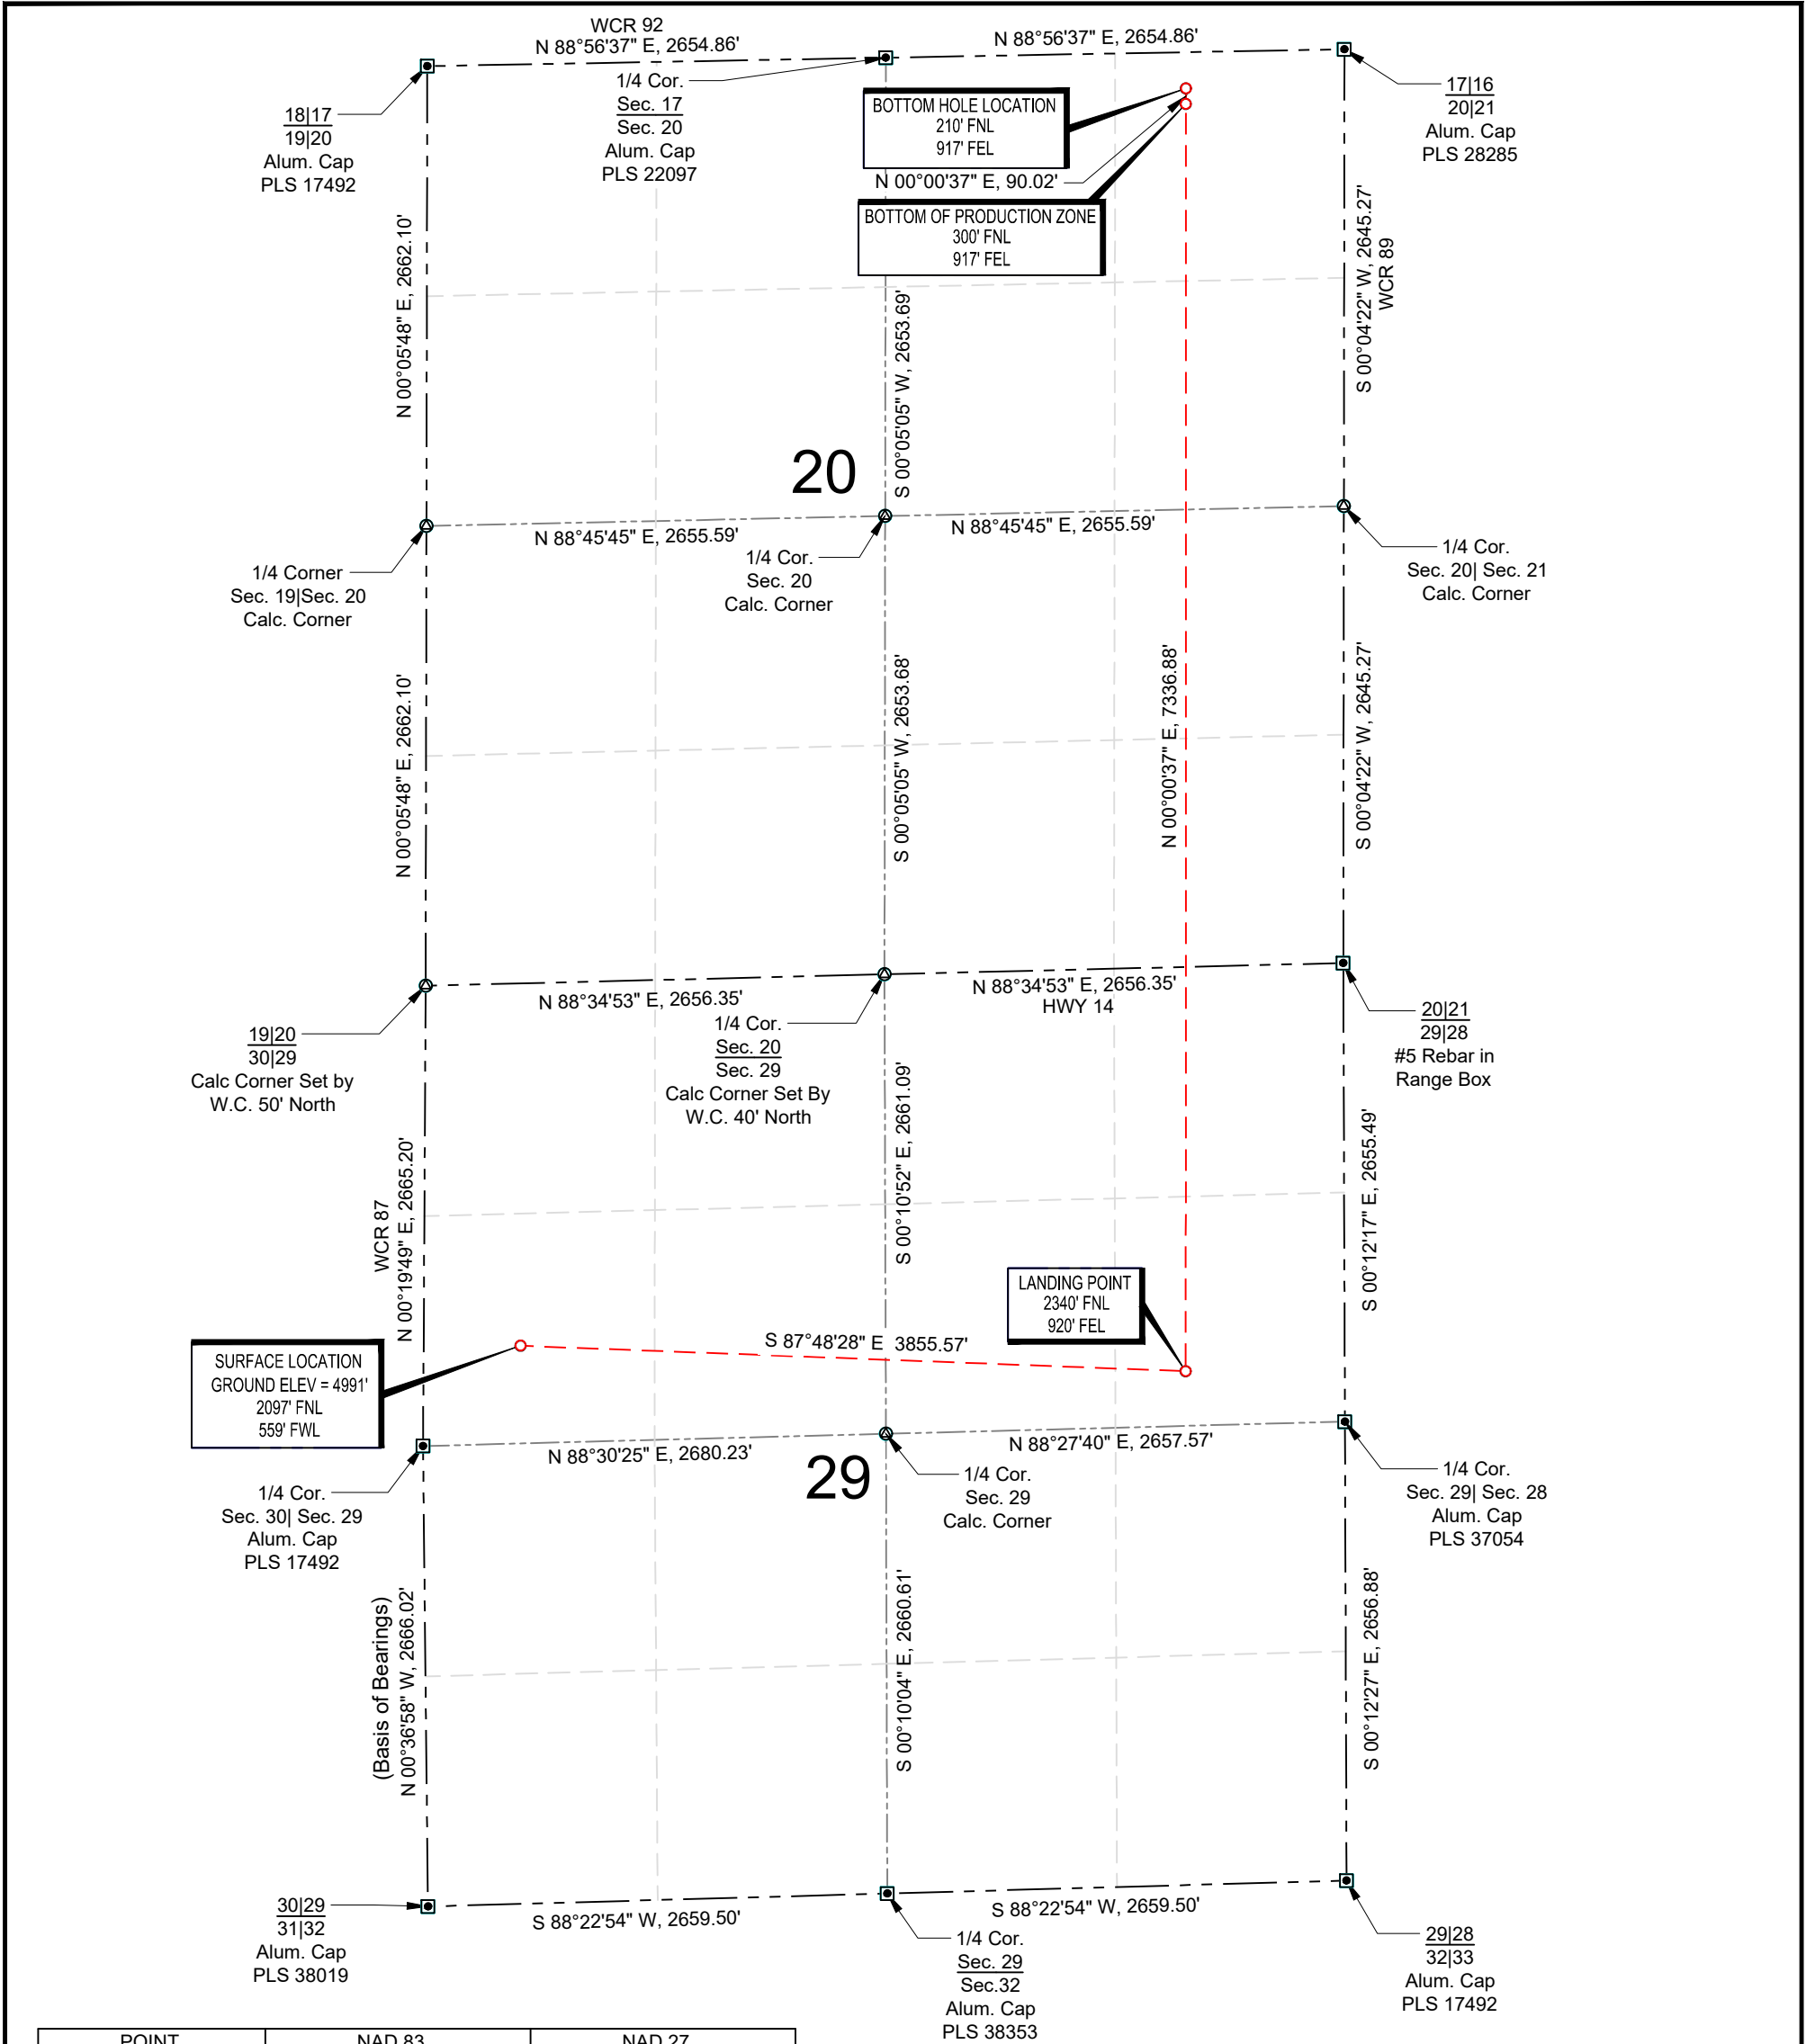 WCR 92
N 88°56'37" E, 2654.86'
N 88°56'37" E, 2654.86'
1/4 Cor.
Sec. 17
Sec. 20
Alum. Cap
PLS 22097
18|17
19|20
Alum. Cap
PLS 17492
17|16
20|21
Alum. Cap
PLS 28285
BOTTOM HOLE LOCATION
210' FNL
917' FEL
N 00°00'37" E, 90.02'
BOTTOM OF PRODUCTION ZONE
300' FNL
917' FEL
N 00°05'48" E, 2662.10'
S 00°05'05" W, 2653.69'
S 00°04'22" W, 2645.27'
WCR 89
20
N 88°45'45" E, 2655.59'
N 88°45'45" E, 2655.59'
1/4 Corner
Sec. 19|Sec. 20
Calc. Corner
1/4 Cor.
Sec. 20
Calc. Corner
1/4 Cor.
Sec. 20| Sec. 21
Calc. Corner
N 00°05'48" E, 2662.10'
S 00°05'05" W, 2653.68'
N 00°00'37" E, 7336.88'
S 00°04'22" W, 2645.27'
N 88°34'53" E, 2656.35'
N 88°34'53" E, 2656.35'
HWY 14
19|20
30|29
Calc Corner Set by
W.C. 50' North
1/4 Cor.
Sec. 20
Sec. 29
Calc Corner Set By
W.C. 40' North
20|21
29|28
#5 Rebar in
Range Box
WCR 87
N 00°19'49" E, 2665.20'
S 00°10'52" E, 2661.09'
S 00°12'17" E, 2655.49'
LANDING POINT
2340' FNL
920' FEL
S 87°48'28" E 3855.57'
SURFACE LOCATION
GROUND ELEV = 4991'
2097' FNL
559' FWL
N 88°30'25" E, 2680.23'
N 88°27'40" E, 2657.57'
29
1/4 Cor.
Sec. 30| Sec. 29
Alum. Cap
PLS 17492
1/4 Cor.
Sec. 29
Calc. Corner
1/4 Cor.
Sec. 29| Sec. 28
Alum. Cap
PLS 37054
(Basis of Bearings)
N 00°36'58" W, 2666.02'
S 00°10'04" E, 2660.61'
S 00°12'27" E, 2656.88'
S 88°22'54" W, 2659.50'
S 88°22'54" W, 2659.50'
30|29
31|32
Alum. Cap
PLS 38019
1/4 Cor.
Sec. 29
Sec.32
Alum. Cap
PLS 38353
29|28
32|33
Alum. Cap
PLS 17492
POINT NAD 83 NAD 27